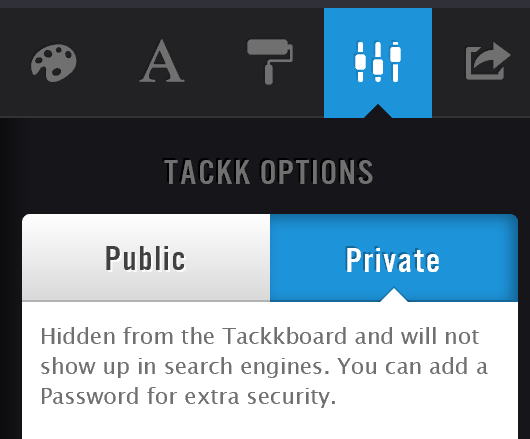 A
TACKK OPTIONS
Public
Private
Hidden from the Tackkboard and will not
show up in search engines. You can add a
Password for extra security.